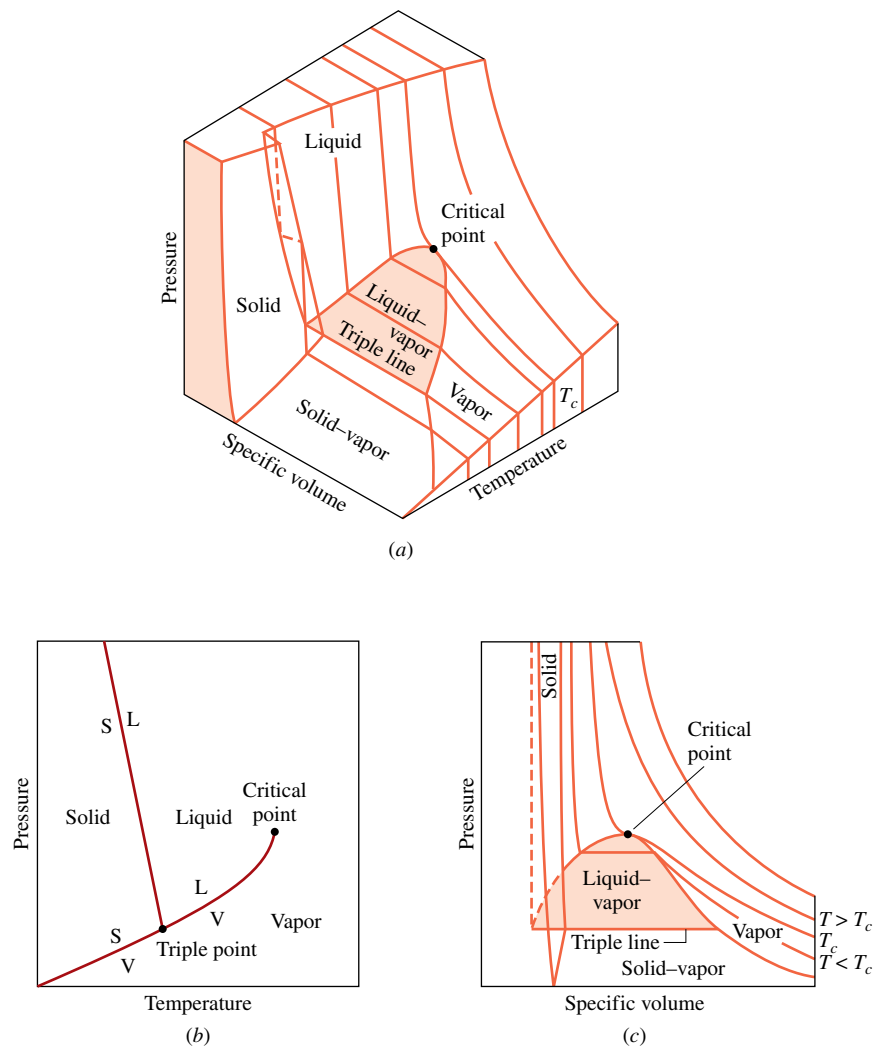 Liquid
Critical
point
Pressure
Solid
Liquid–
vapor
Triple line
Vapor
T_c
Solid–vapor
Specific volume
Temperature
(a)
S
L
Critical
point
Solid
Liquid
Pressure
L
V
Vapor
S
V
Triple point
Temperature
(b)
Solid
Critical
point
Pressure
Liquid–
vapor
Triple line
Vapor
T > T_c
T_c
T < T_c
Solid–vapor
Specific volume
(c)